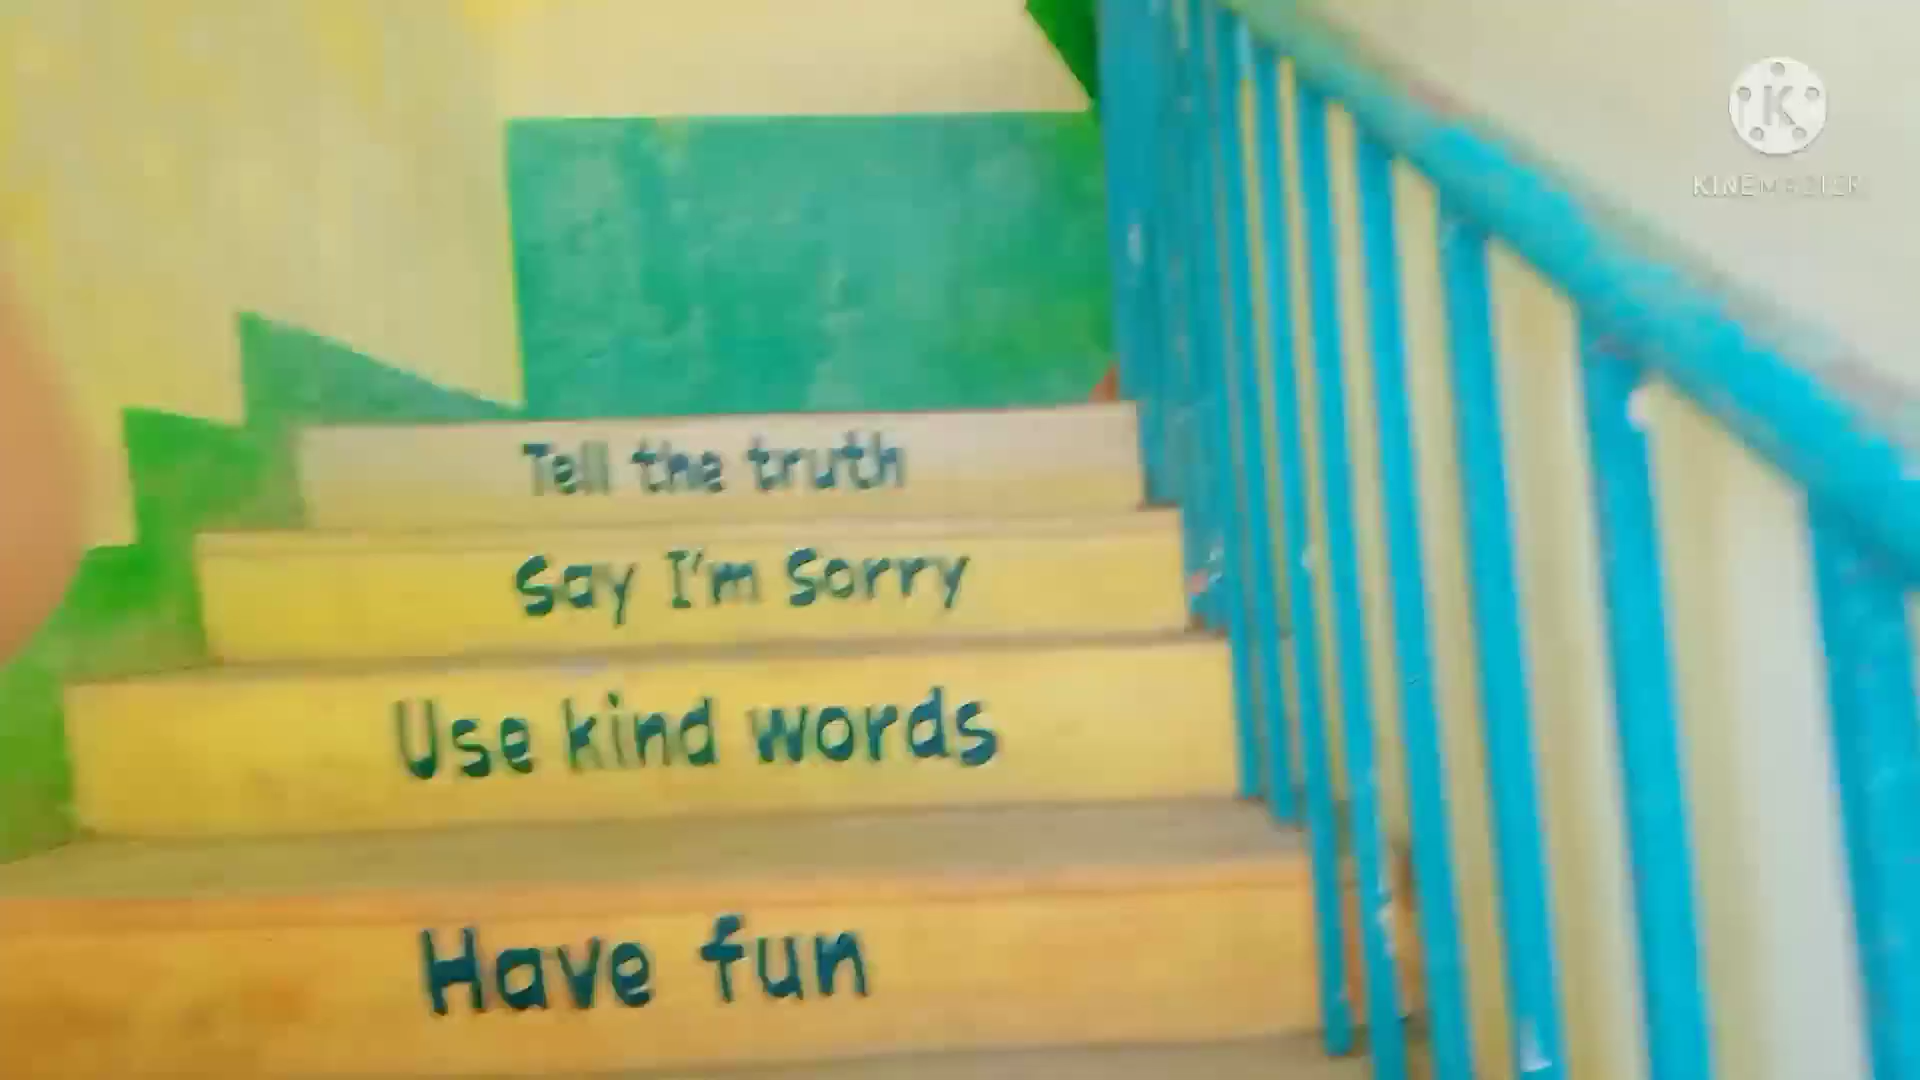 K
KINEMASTER
Tell the truth
Say I'm Sorry
Use kind words
Have fun